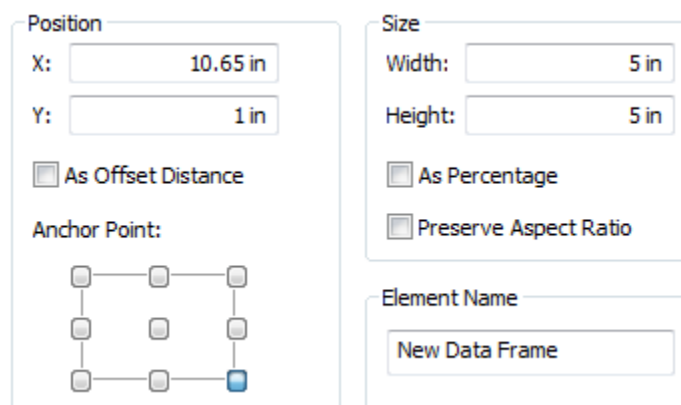 Position
X: 10.65 in
Y: 1 in
As Offset Distance
Anchor Point:
Size
Width: 5 in
Height: 5 in
As Percentage
Preserve Aspect Ratio
Element Name
New Data Frame